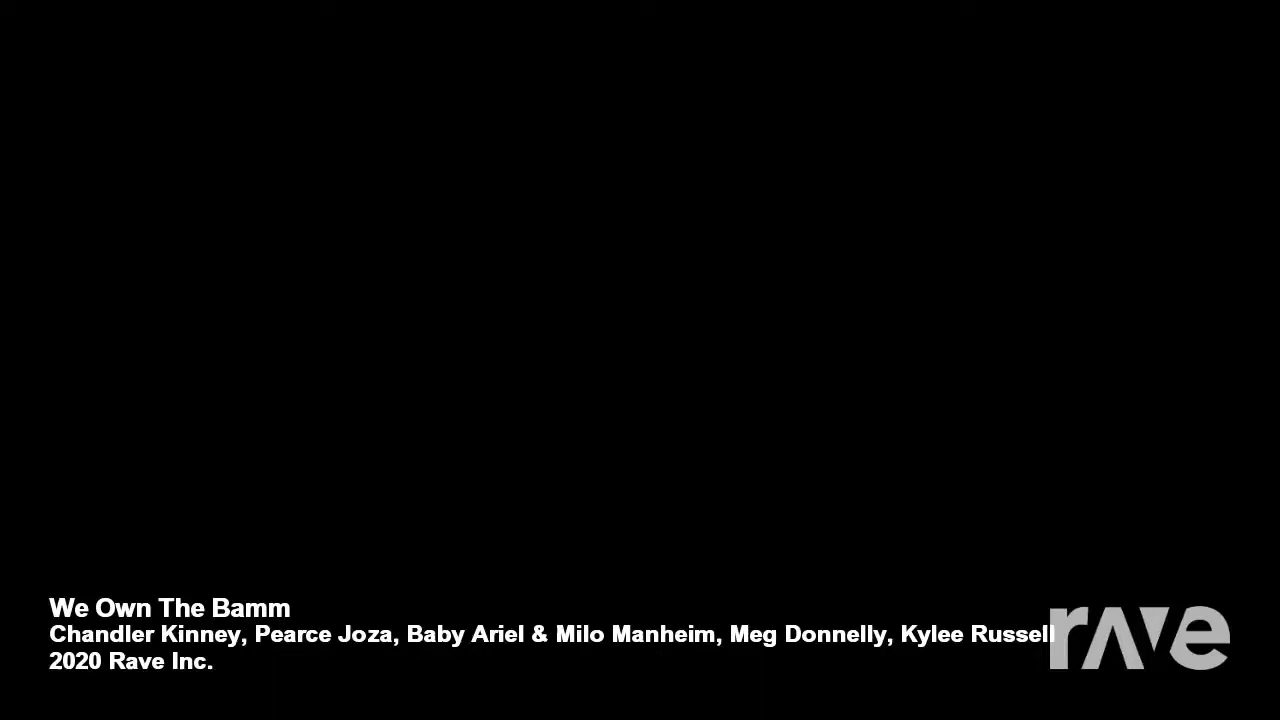 We Own The Bamm
Chandler Kinney, Pearce Joza, Baby Ariel & Milo Manheim, Meg Donnelly, Kylee Russell
2020 Rave Inc.
rave